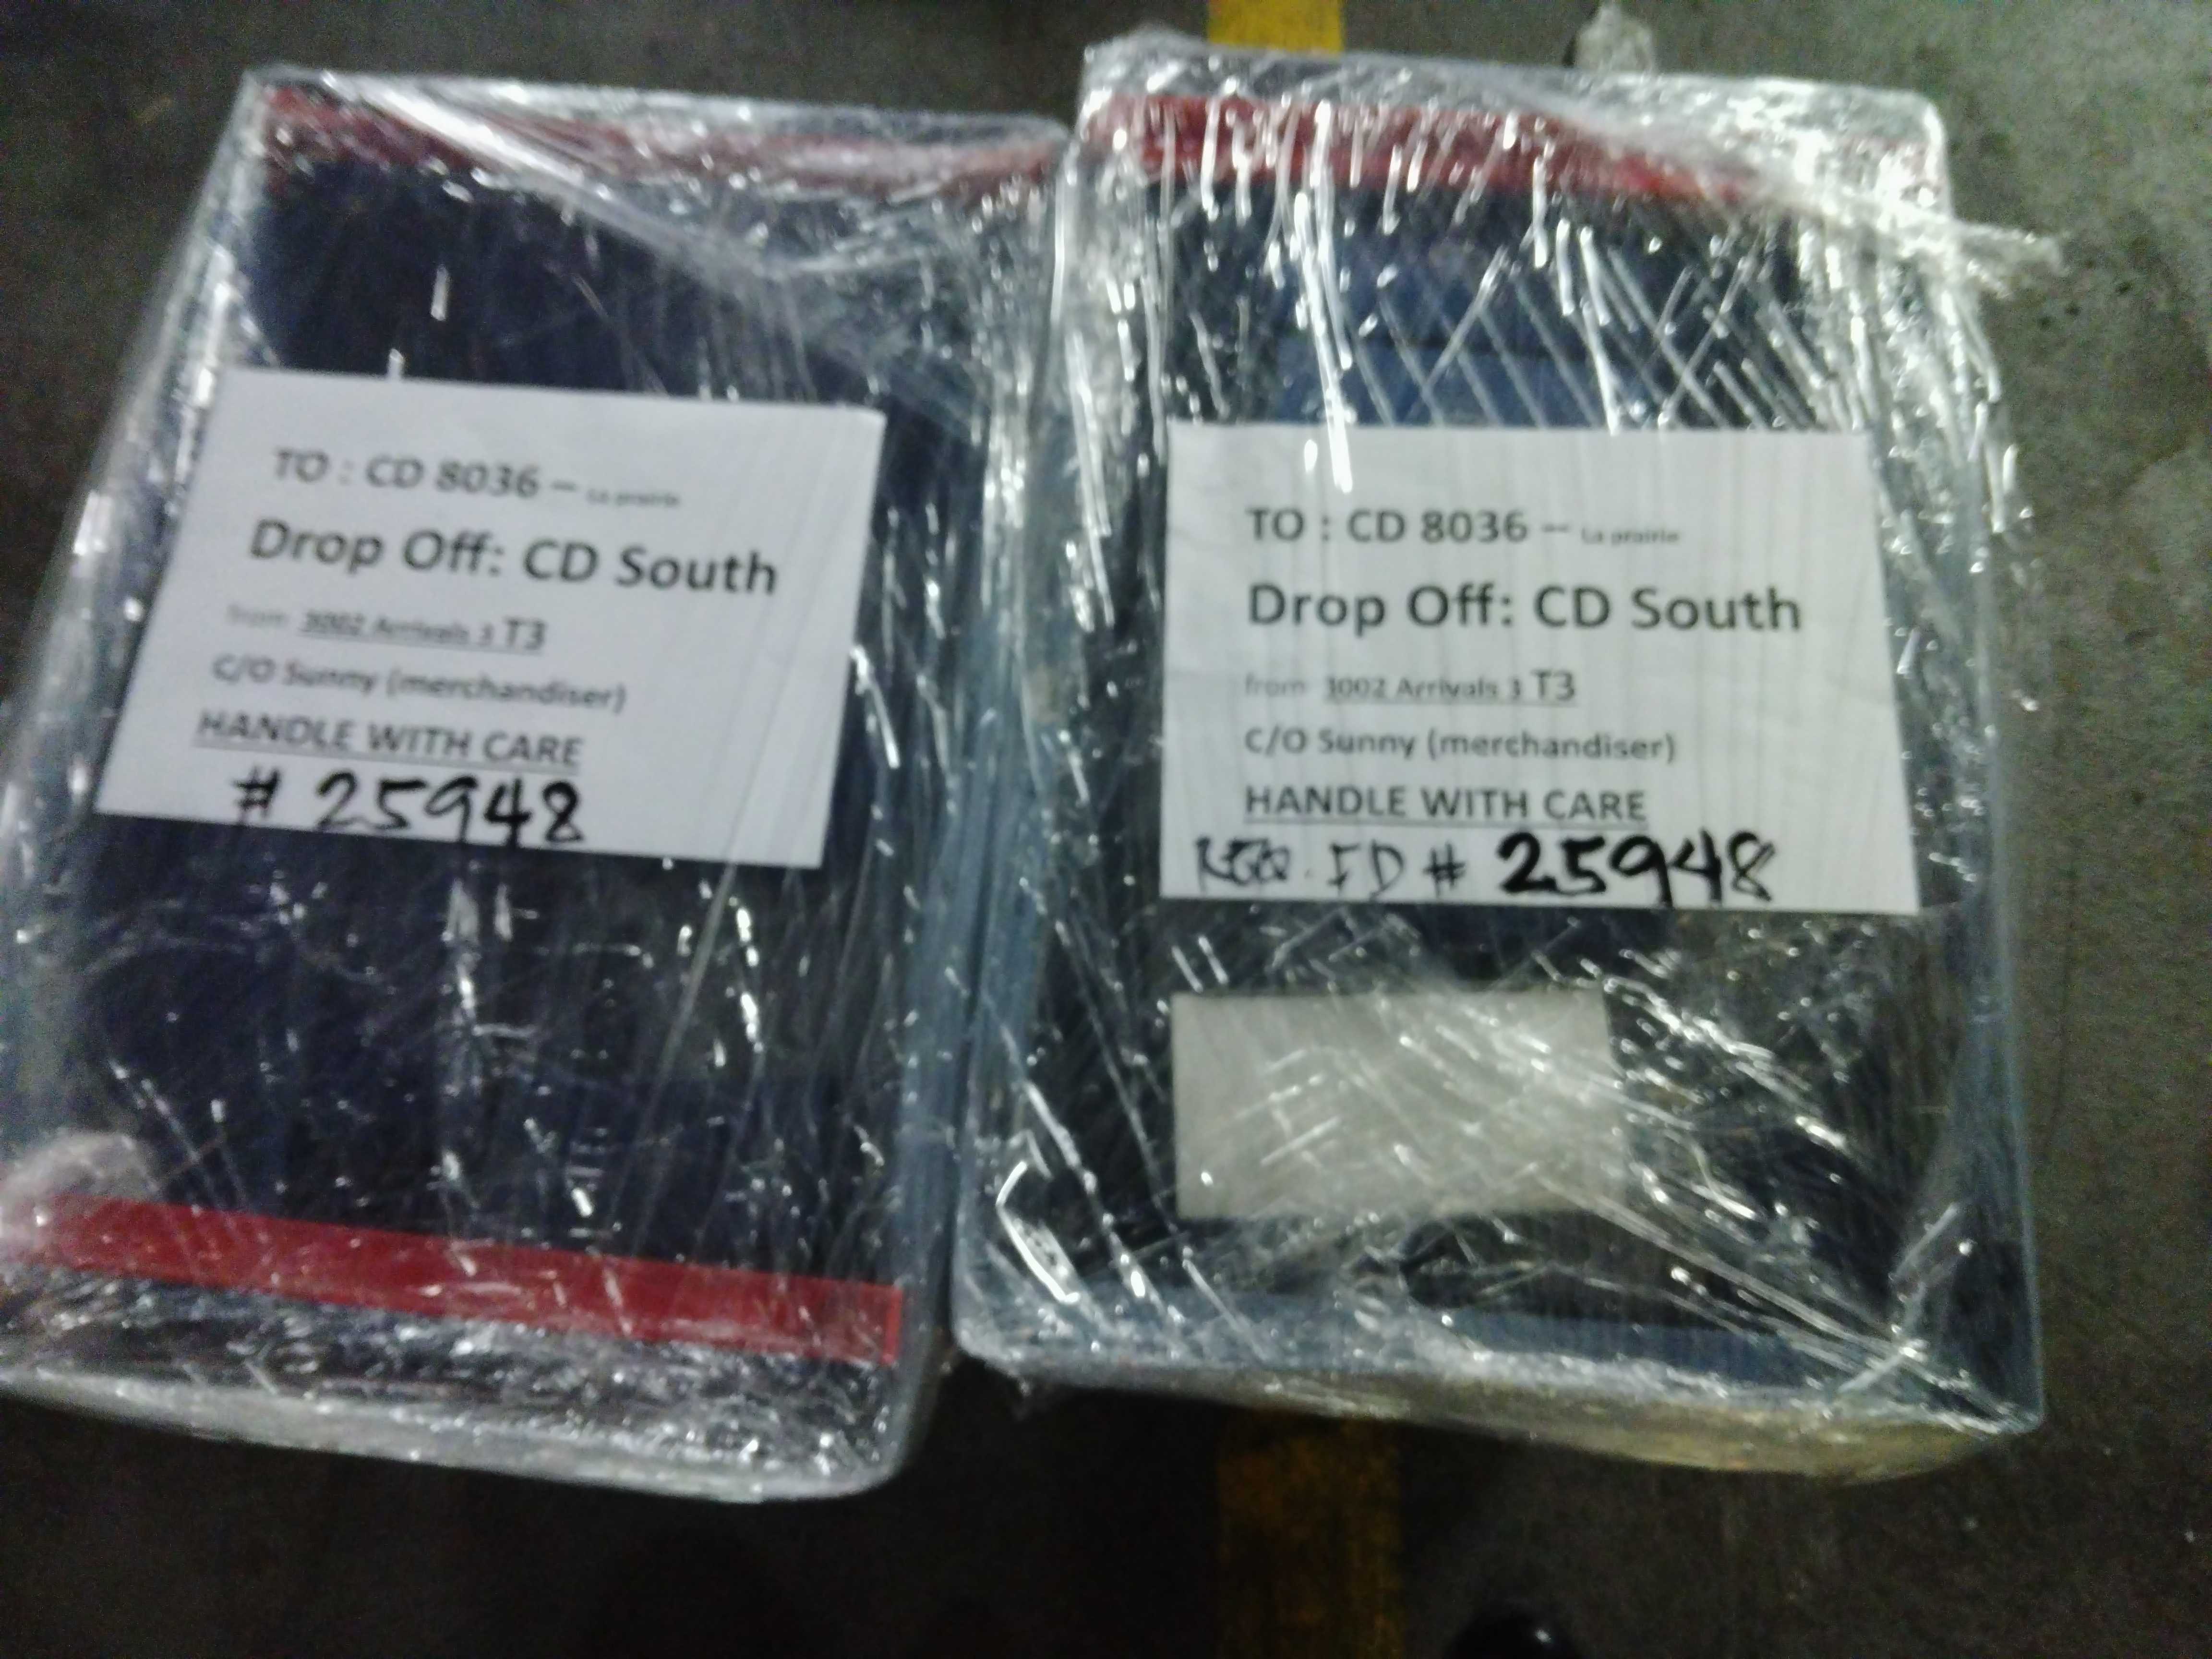 TO : CD 8036 – La prairie
Drop Off: CD South
from 3002 Arrivals 3 T3
C/O Sunny (merchandiser)
HANDLE WITH CARE
# 25948
TO : CD 8036 – La prairie
Drop Off: CD South
from 3002 Arrivals 3 T3
C/O Sunny (merchandiser)
HANDLE WITH CARE
REQ. ID # 25948